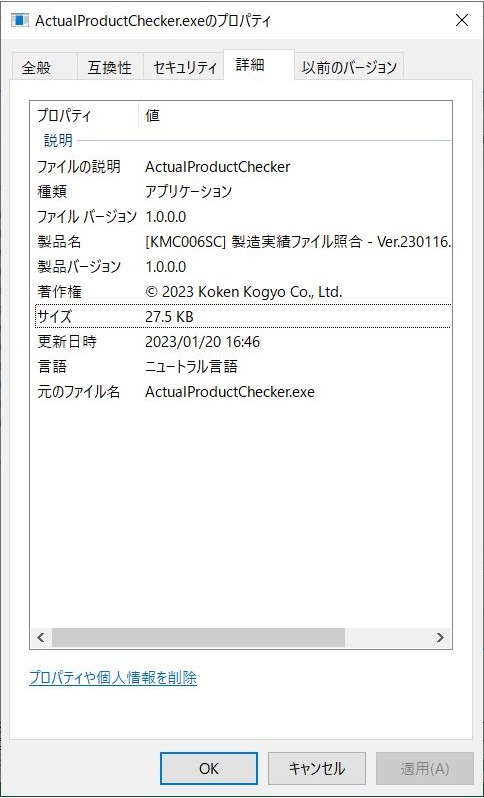 ActualProductChecker.exeのプロパティ
全般 互換性 セキュリティ 詳細 以前のバージョン
プロパティ 値
説明
ファイルの説明 ActualProductChecker
種類 アプリケーション
ファイル バージョン 1.0.0.0
製品名 [KMC006SC] 製造実績ファイル照合 - Ver.230116.
製品バージョン 1.0.0.0
著作権 © 2023 Koken Kogyo Co., Ltd.
サイズ 27.5 KB
更新日時 2023/01/20 16:46
言語 ニュートラル言語
元のファイル名 ActualProductChecker.exe
プロパティや個人情報を削除
OK キャンセル 適用(A)